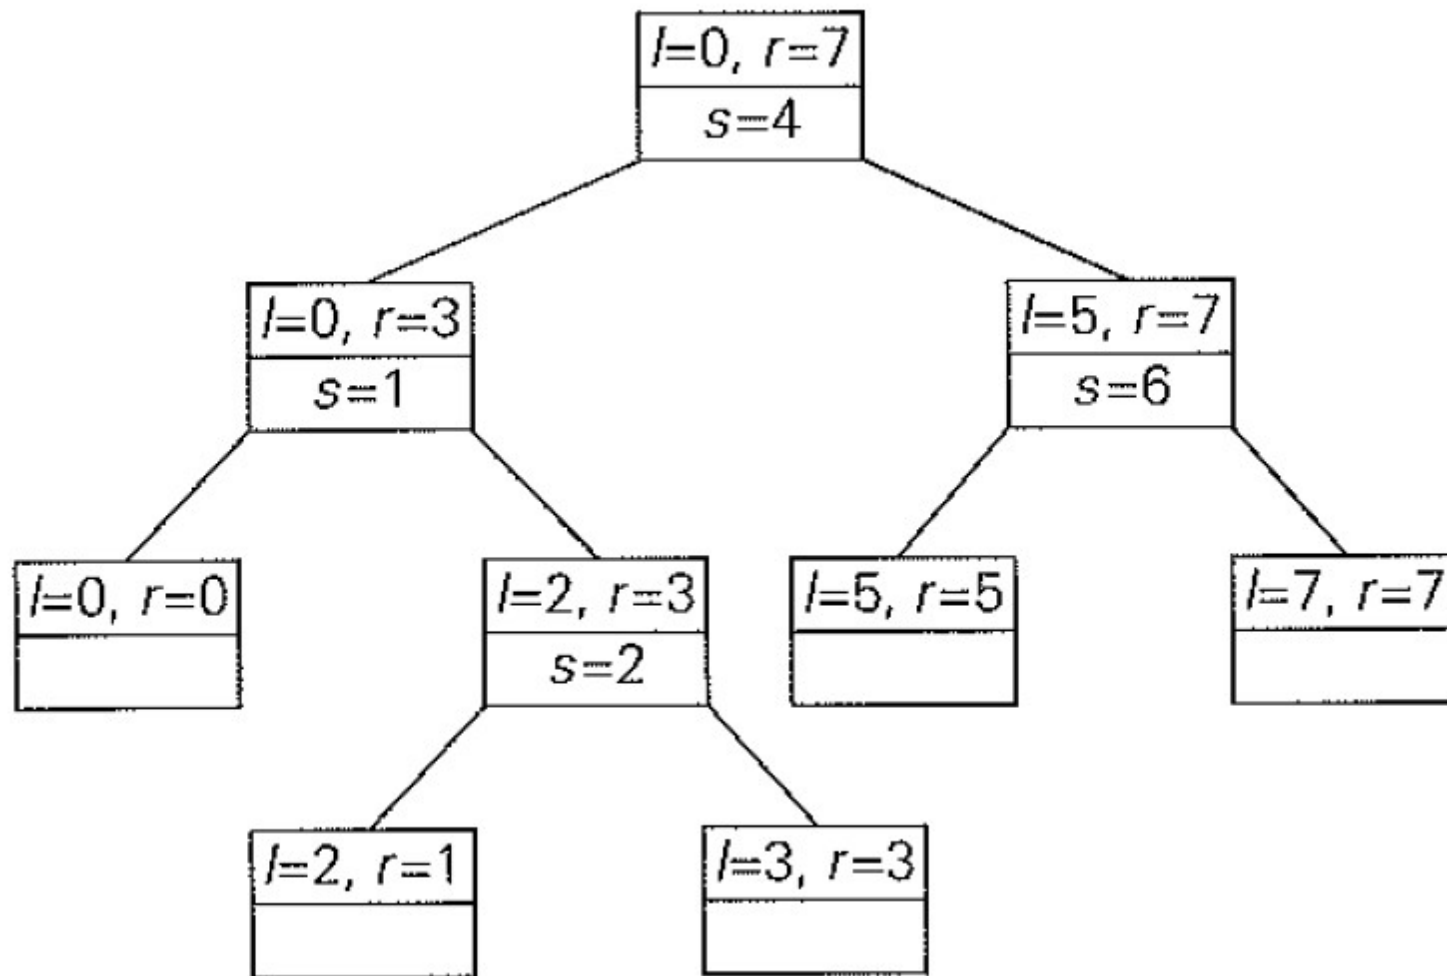 l=0, r=7
s=4
l=0, r=3
s=1
l=5, r=7
s=6
l=0, r=0
l=2, r=3
s=2
l=5, r=5
l=7, r=7
l=2, r=1
l=3, r=3